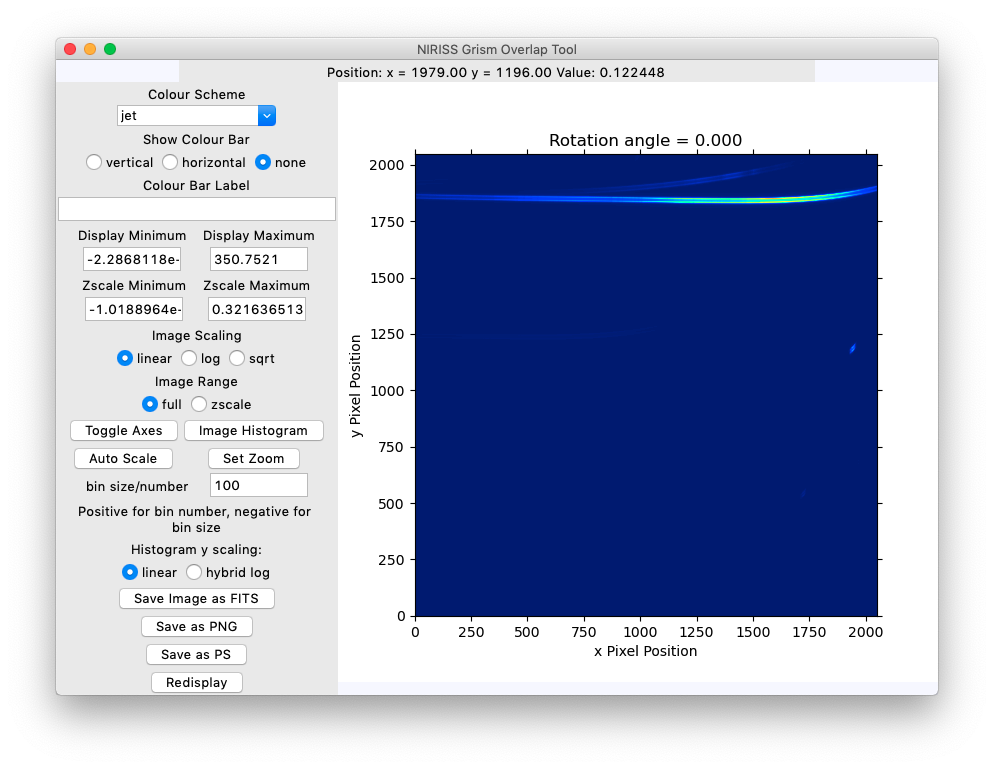 NIRISS Grism Overlap Tool
Position: x = 1979.00 y = 1196.00 Value: 0.122448
Colour Scheme
jet
Show Colour Bar
vertical horizontal none
Colour Bar Label
Display Minimum Display Maximum
-2.2868118e- 350.7521
Zscale Minimum Zscale Maximum
-1.0188964e- 0.321636513
Image Scaling
linear log sqrt
Image Range
full zscale
Toggle Axes Image Histogram
Auto Scale Set Zoom
bin size/number 100
Positive for bin number, negative for
bin size
Histogram y scaling:
linear hybrid log
Save Image as FITS
Save as PNG
Save as PS
Redisplay
Rotation angle = 0.000
2000
1750
1500
1250
1000
750
500
250
0
y Pixel Position
0 250 500 750 1000 1250 1500 1750 2000
x Pixel Position